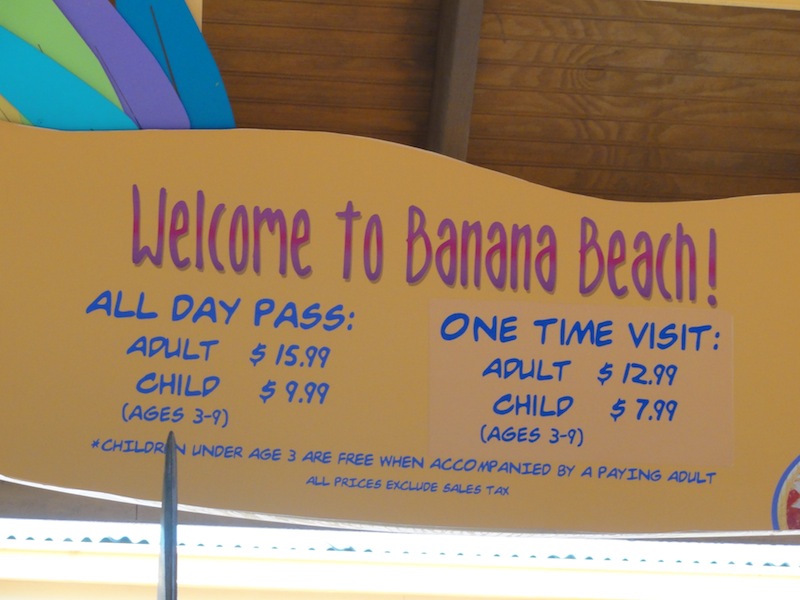 Welcome to Banana Beach!
ALL DAY PASS:
ADULT $15.99
CHILD $9.99
(AGES 3-9)
ONE TIME VISIT:
ADULT $12.99
CHILD $7.99
(AGES 3-9)
*CHILDREN UNDER AGE 3 ARE FREE WHEN ACCOMPANIED BY A PAYING ADULT
ALL PRICES EXCLUDE SALES TAX